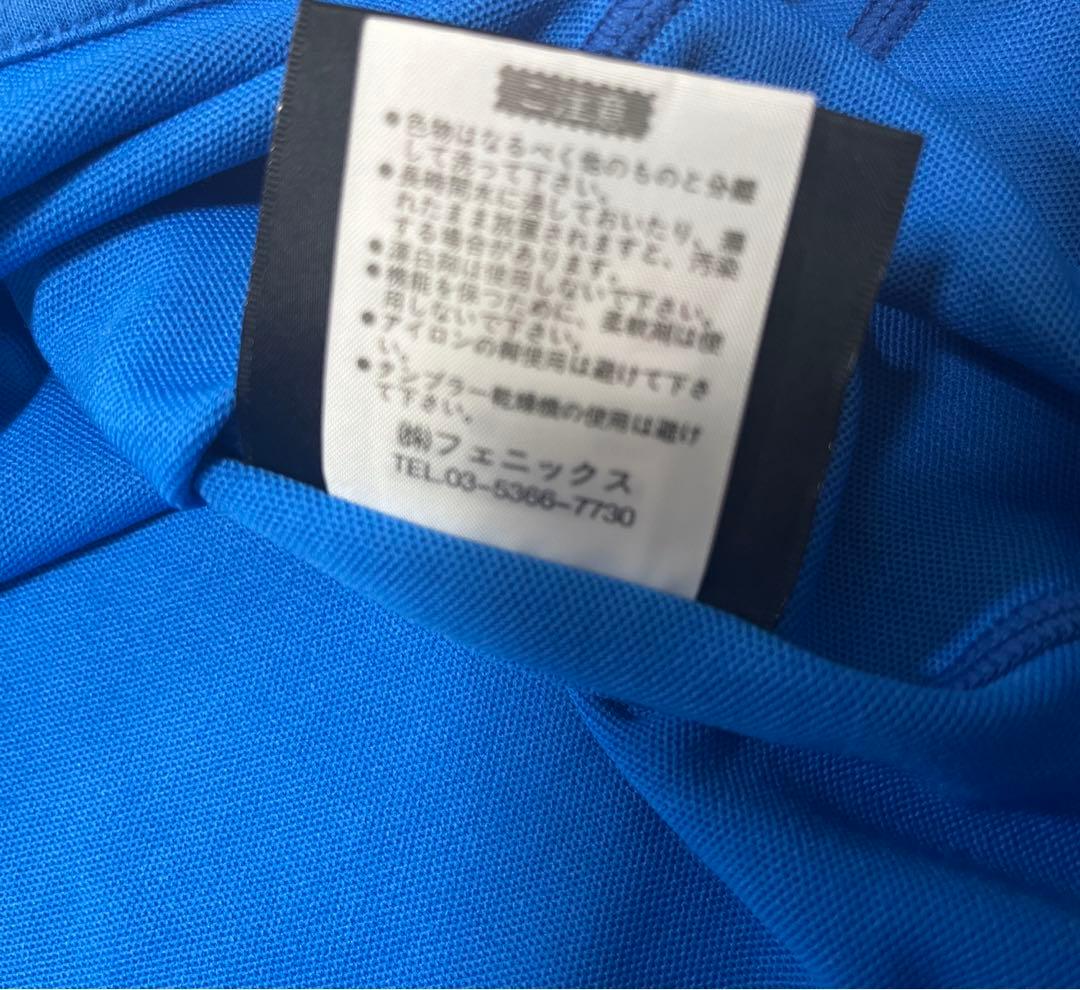 ご注意
●色物はなるべく他のものと分離
して洗って下さい。
●長時間水に浸しておいたり、濡
れたまま放置されますと、汚染
する場合があります。
●漂白剤は使用しないで下さい。
●機能を保つために、柔軟剤は使
用しないで下さい。
●アイロンの御使用は避けて下さ
い。
●タンブラー乾燥機の使用は避け
て下さい。
㈱フェニックス
TEL.03-5366-7730